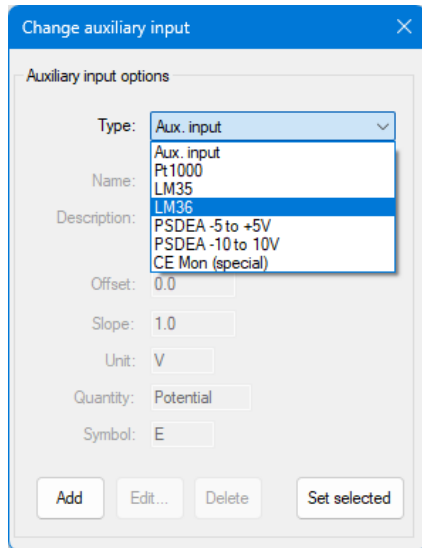 Change auxiliary input
Auxiliary input options
Type: Aux. input
Aux. input
Pt1000
Name:
LM35
LM36
Description:
PSDEA -5 to +5V
PSDEA -10 to 10V
CE Mon (special)
Offset: 0.0
Slope: 1.0
Unit: V
Quantity: Potential
Symbol: E
Add Edit... Delete Set selected